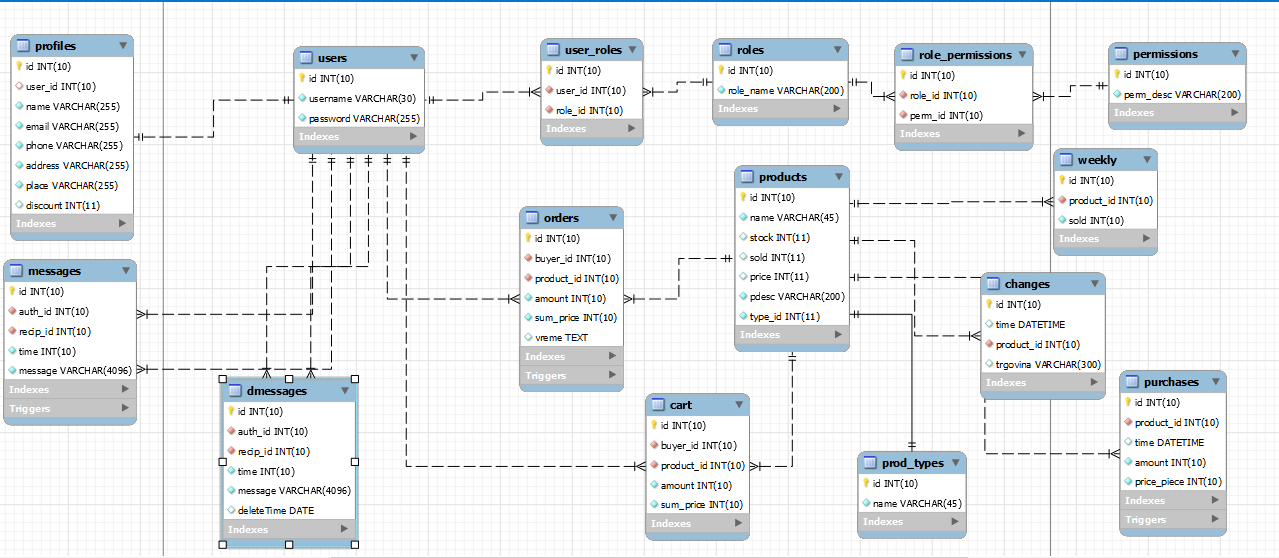 profiles
id INT(10)
user_id INT(10)
name VARCHAR(255)
email VARCHAR(255)
phone VARCHAR(255)
address VARCHAR(255)
place VARCHAR(255)
discount INT(11)
Indexes
users
id INT(10)
username VARCHAR(30)
password VARCHAR(255)
Indexes
user_roles
id INT(10)
user_id INT(10)
role_id INT(10)
Indexes
roles
id INT(10)
role_name VARCHAR(200)
Indexes
role_permissions
id INT(10)
role_id INT(10)
perm_id INT(10)
Indexes
permissions
id INT(10)
perm_desc VARCHAR(200)
Indexes
weekly
id INT(10)
product_id INT(10)
sold INT(10)
Indexes
products
id INT(10)
name VARCHAR(45)
stock INT(11)
sold INT(11)
price INT(11)
pdesc VARCHAR(200)
type_id INT(11)
Indexes
orders
id INT(10)
buyer_id INT(10)
product_id INT(10)
amount INT(10)
sum_price INT(10)
vreme TEXT
Indexes
Triggers
messages
id INT(10)
auth_id INT(10)
recip_id INT(10)
time INT(10)
message VARCHAR(4096)
Indexes
Triggers
changes
id INT(10)
time DATETIME
product_id INT(10)
trgovina VARCHAR(300)
Indexes
dmessages
id INT(10)
auth_id INT(10)
recip_id INT(10)
time INT(10)
message VARCHAR(4096)
deleteTime DATE
Indexes
cart
id INT(10)
buyer_id INT(10)
product_id INT(10)
amount INT(10)
sum_price INT(10)
Indexes
prod_types
id INT(10)
name VARCHAR(45)
Indexes
purchases
id INT(10)
product_id INT(10)
time DATETIME
amount INT(10)
price_piece INT(10)
Indexes
Triggers